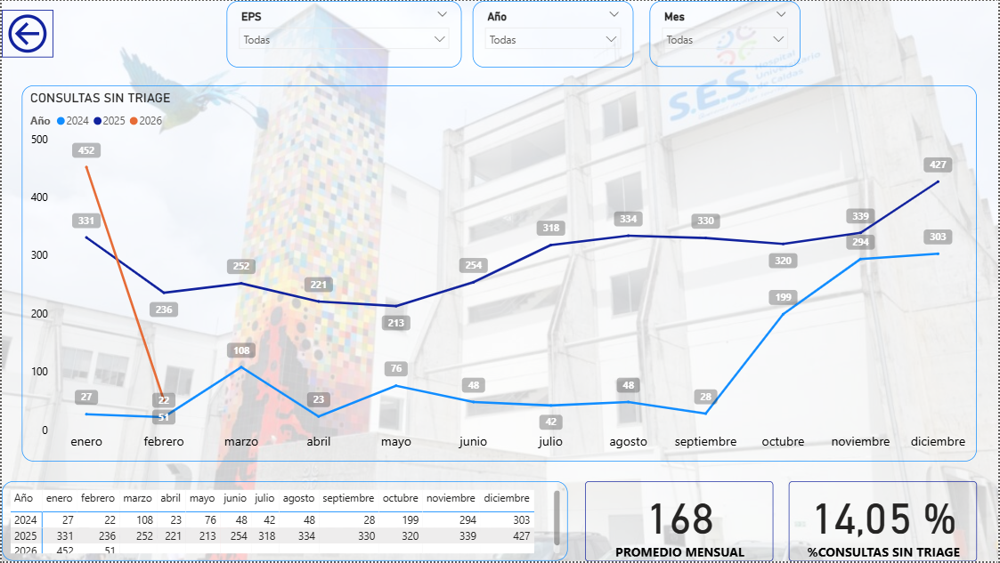 EPS
Todas
Año
Todas
Mes
Todas
S.E.S.
Hospital
Universitario
de Caldas
CONSULTAS SIN TRIAGE
Año 2024 2025 2026
500
400
300
200
100
0
452
331
27
236
22
51
252
108
221
23
213
76
254
48
318
42
334
48
330
28
320
199
339
294
427
303
enero febrero marzo abril mayo junio julio agosto septiembre octubre noviembre diciembre
Año enero febrero marzo abril mayo junio julio agosto septiembre octubre noviembre diciembre
2024 27 22 108 23 76 48 42 48 28 199 294 303
2025 331 236 252 221 213 254 318 334 330 320 339 427
2026 452 51
168
PROMEDIO MENSUAL
14,05 %
%CONSULTAS SIN TRIAGE